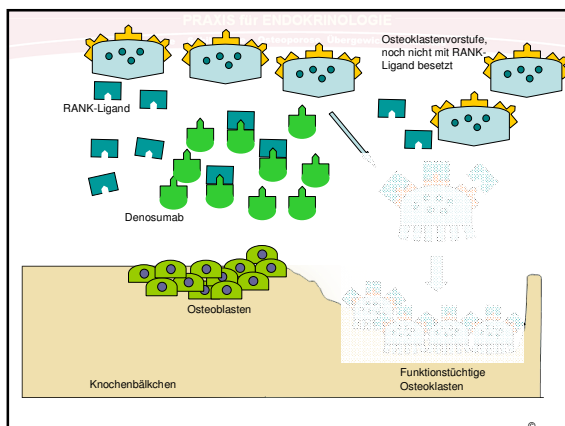 PRAXIS für ENDOKRINOLOGIE
Osteoklastenvorstufe,
noch nicht mit RANK-
Ligand besetzt
RANK-Ligand
Denosumab
Osteoblasten
Knochenbälkchen
Funktionstüchtige
Osteoklasten
©